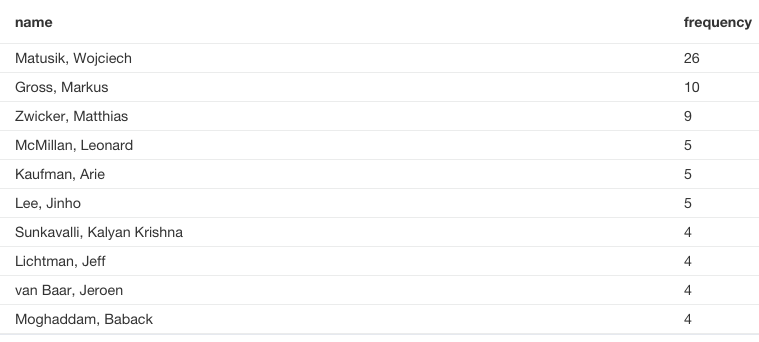 name frequency
Matusik, Wojciech 26
Gross, Markus 10
Zwicker, Matthias 9
McMillan, Leonard 5
Kaufman, Arie 5
Lee, Jinho 5
Sunkavalli, Kalyan Krishna 4
Lichtman, Jeff 4
van Baar, Jeroen 4
Moghaddam, Baback 4